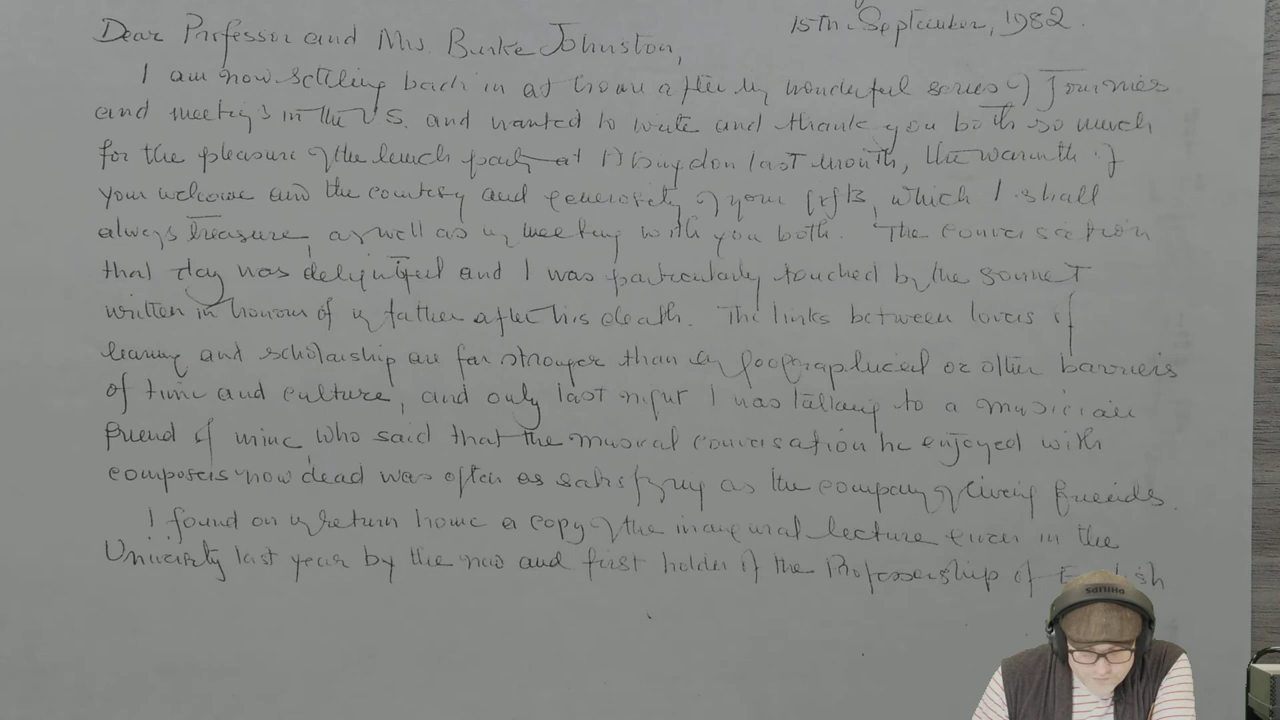 15th September, 1982.
Dear Professor and Mrs. Burke Johnston,
I am now settling back in at home after my wonderful series of journies
and meetings in the U.S. and wanted to write and thank you both so much
for the pleasure of the lunch party at last month, the warmth of
your welcome and the courtesy and generosity of your gift, which I shall
always treasure, as well as my meeting with you both. The conversation
that day was delightful and I was particularly touched by the sonnet
written in honour of my father after his death. The links between lovers of
learning and scholarship are far stronger than any geographical or other barriers
of time and culture, and only last night I was talking to a musician
friend of mine who said that the musical conversation he enjoyed with
composers now dead was often as satisfying as the company of living friends.
I found on my return home a copy of the inaugural lecture given in the
University last year by the new and first holder of the Professorship of English
PHILIPS